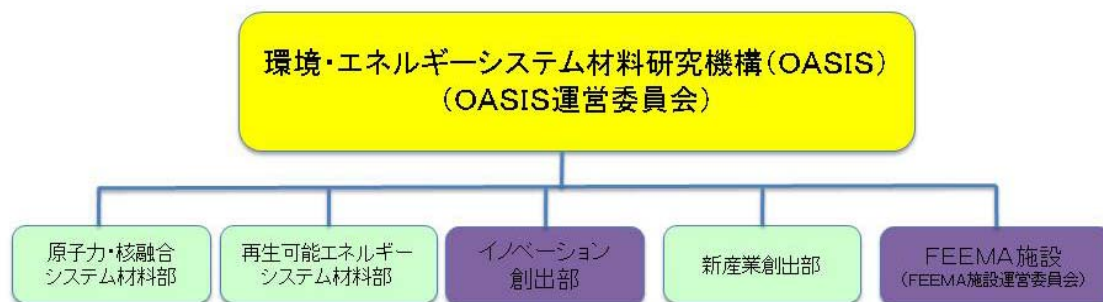 環境・エネルギーシステム材料研究機構(OASIS)
(OASIS運営委員会)
原子力・核融合
システム材料部
再生可能エネルギー
システム材料部
イノベーション
創出部
新産業創出部
FEEMA施設
(FEEMA施設運営委員会)